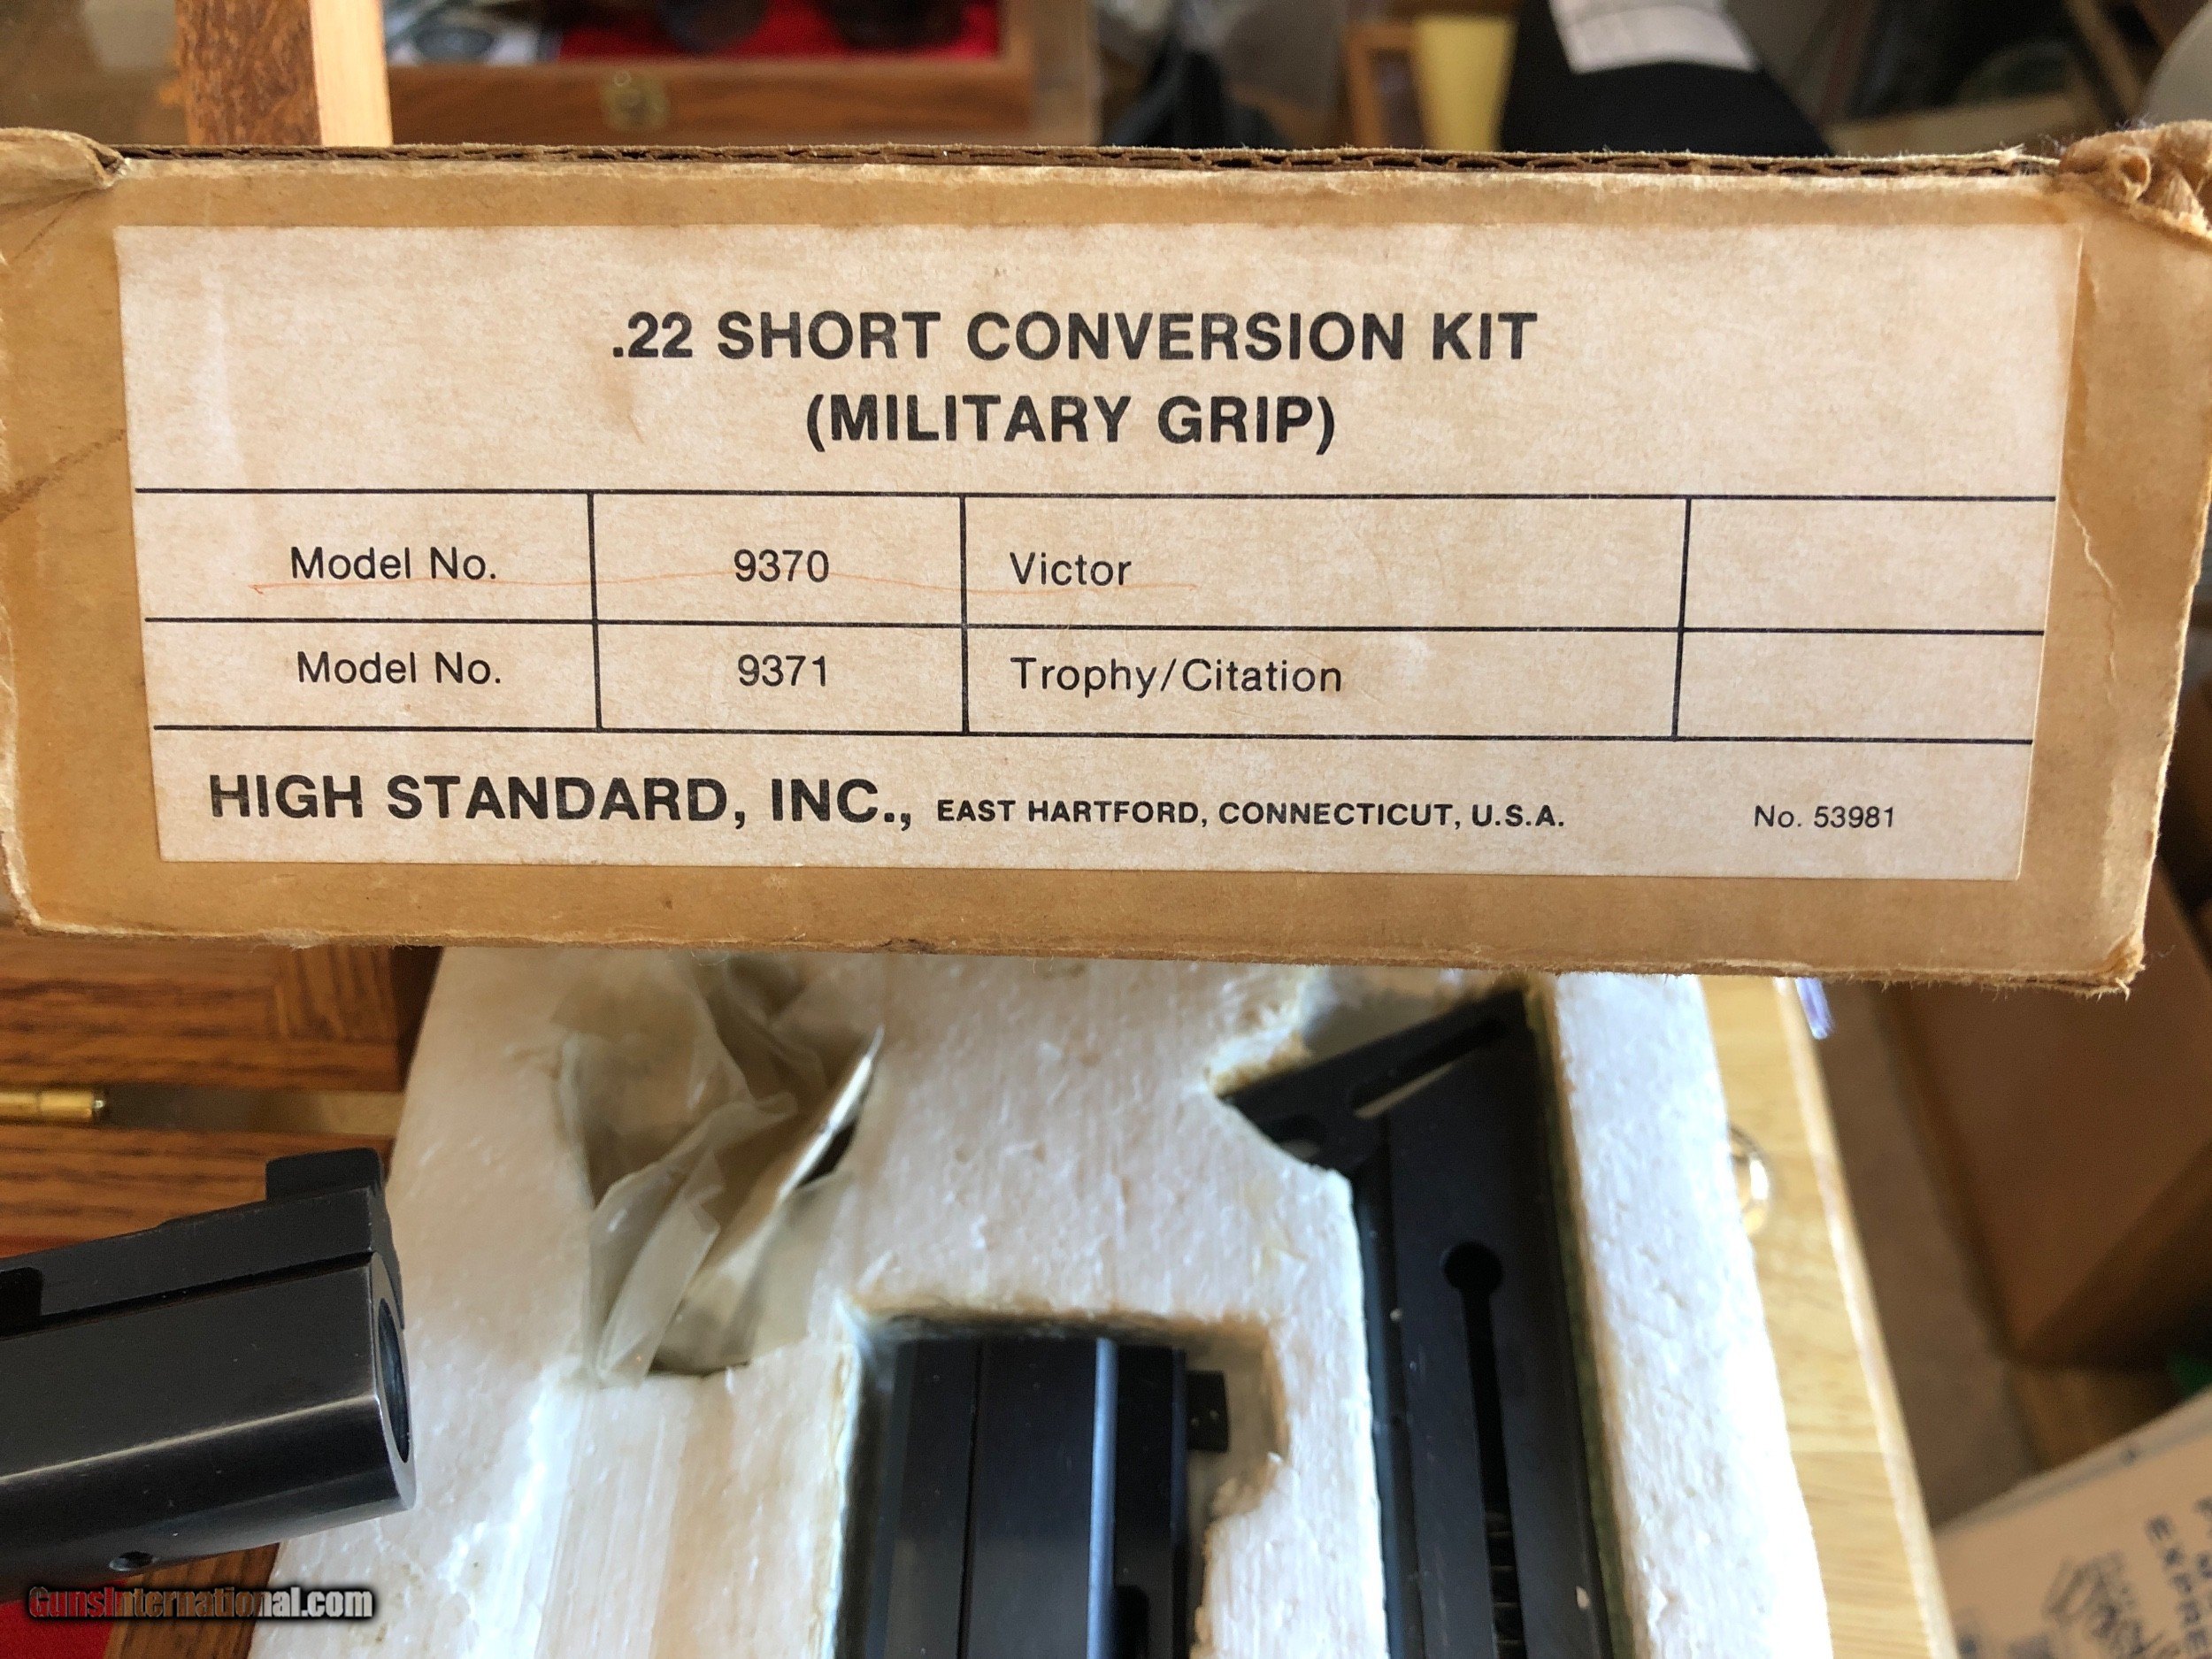 .22 SHORT CONVERSION KIT
(MILITARY GRIP)
Model No. 9370 Victor
Model No. 9371 Trophy/Citation
HIGH STANDARD, INC., EAST HARTFORD, CONNECTICUT, U.S.A. No. 53981
GunsInternational.com